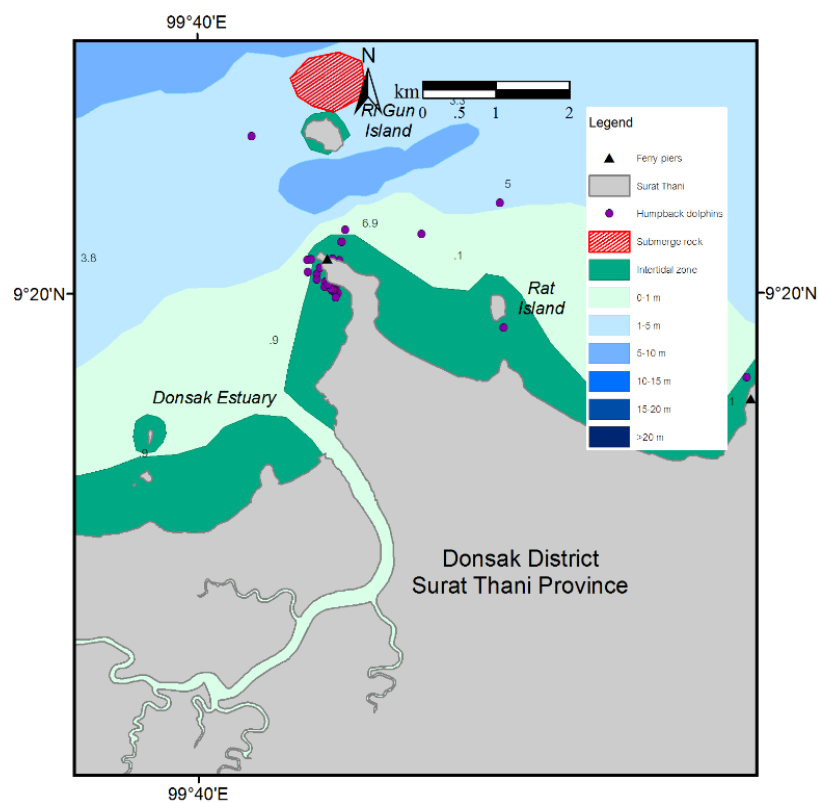 99°40'E
N
km
3.3
0 .5 1 2
Ri Gun
Island
Legend
Ferry piers
Surat Thani
Humpback dolphins
Submerge rock
Intertidal zone
0-1 m
1-5 m
5-10 m
10-15 m
15-20 m
>20 m
5
6.9
.1
3.8
9°20'N
9°20'N
Rat
Island
.9
Donsak Estuary
1
.9
Donsak District
Surat Thani Province
99°40'E